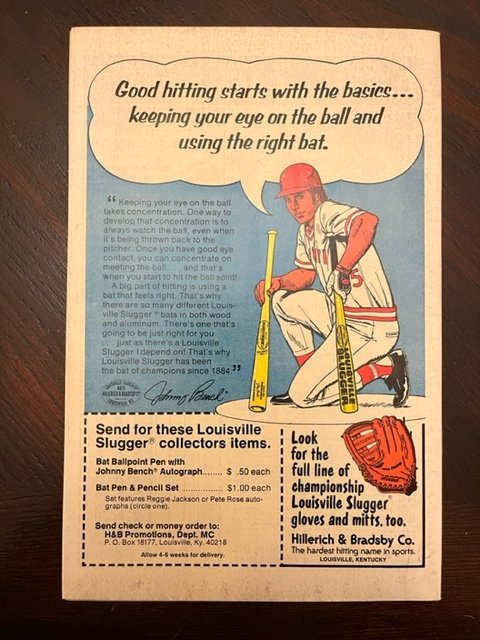 Good hitting starts with the basics...
keeping your eye on the ball and
using the right bat.
“Keeping your eye on the ball
takes concentration. One way to
develop that concentration is to
always watch the ball, even when
it's being thrown back to the
pitcher. Once you have good eye
contact, you can concentrate on
meeting the ball . . . and that's
when you start to hit the ball solid!
A big part of hitting is using a
bat that feels right. That's why
there are so many different Louis-
ville Slugger® bats in both wood
and aluminum. There's one that's
going to be just right for you
. . . just as there's a Louisville
Slugger I depend on! That's why
Louisville Slugger has been
the bat of champions since 1884.”
Johnny Bench
LOUISVILLE SLUGGER
BATS
HILLERICH & BRADSBY CO
LOUISVILLE, KY.
5
LOUISVILLE
SLUGGER
Send for these Louisville
Slugger® collectors items.
Bat Ballpoint Pen with
Johnny Bench® Autograph....... $ .50 each
Bat Pen & Pencil Set ............... $1.00 each
Set features Reggie Jackson or Pete Rose auto-
graphs (circle one).
Send check or money order to:
H&B Promotions, Dept. MC
P. O. Box 18177, Louisville, Ky. 40218
Allow 4-6 weeks for delivery.
Look
for the
full line of
championship
Louisville Slugger
gloves and mitts, too.
Hillerich & Bradsby Co.
The hardest hitting name in sports.
LOUISVILLE, KENTUCKY